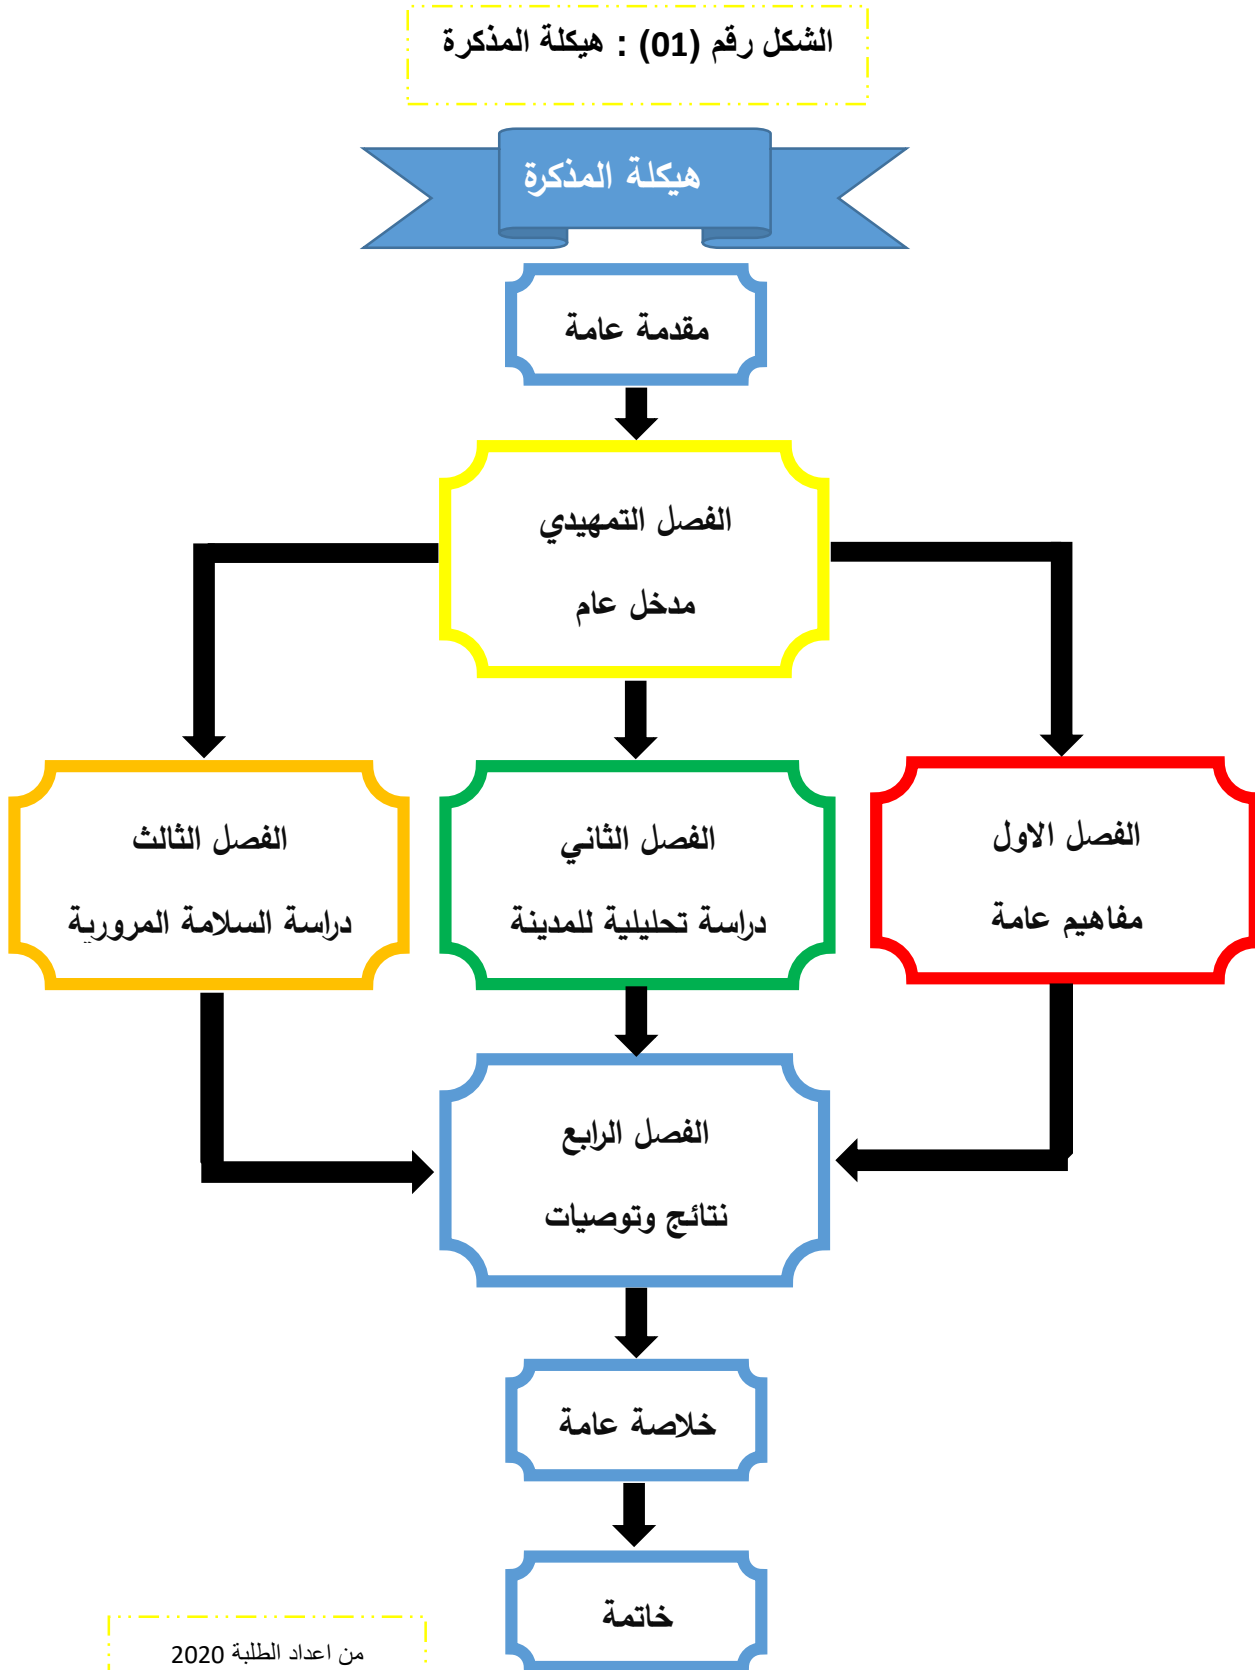 الشكل رقم (01) : هيكلة المذكرة
هيكلة المذكرة
مقدمة عامة
الفصل التمهيدي
مدخل عام
الفصل الاول
مفاهيم عامة
الفصل الثاني
دراسة تحليلية للمدينة
الفصل الثالث
دراسة السلامة المرورية
الفصل الرابع
نتائج وتوصيات
خلاصة عامة
خاتمة
من اعداد الطلبة 2020